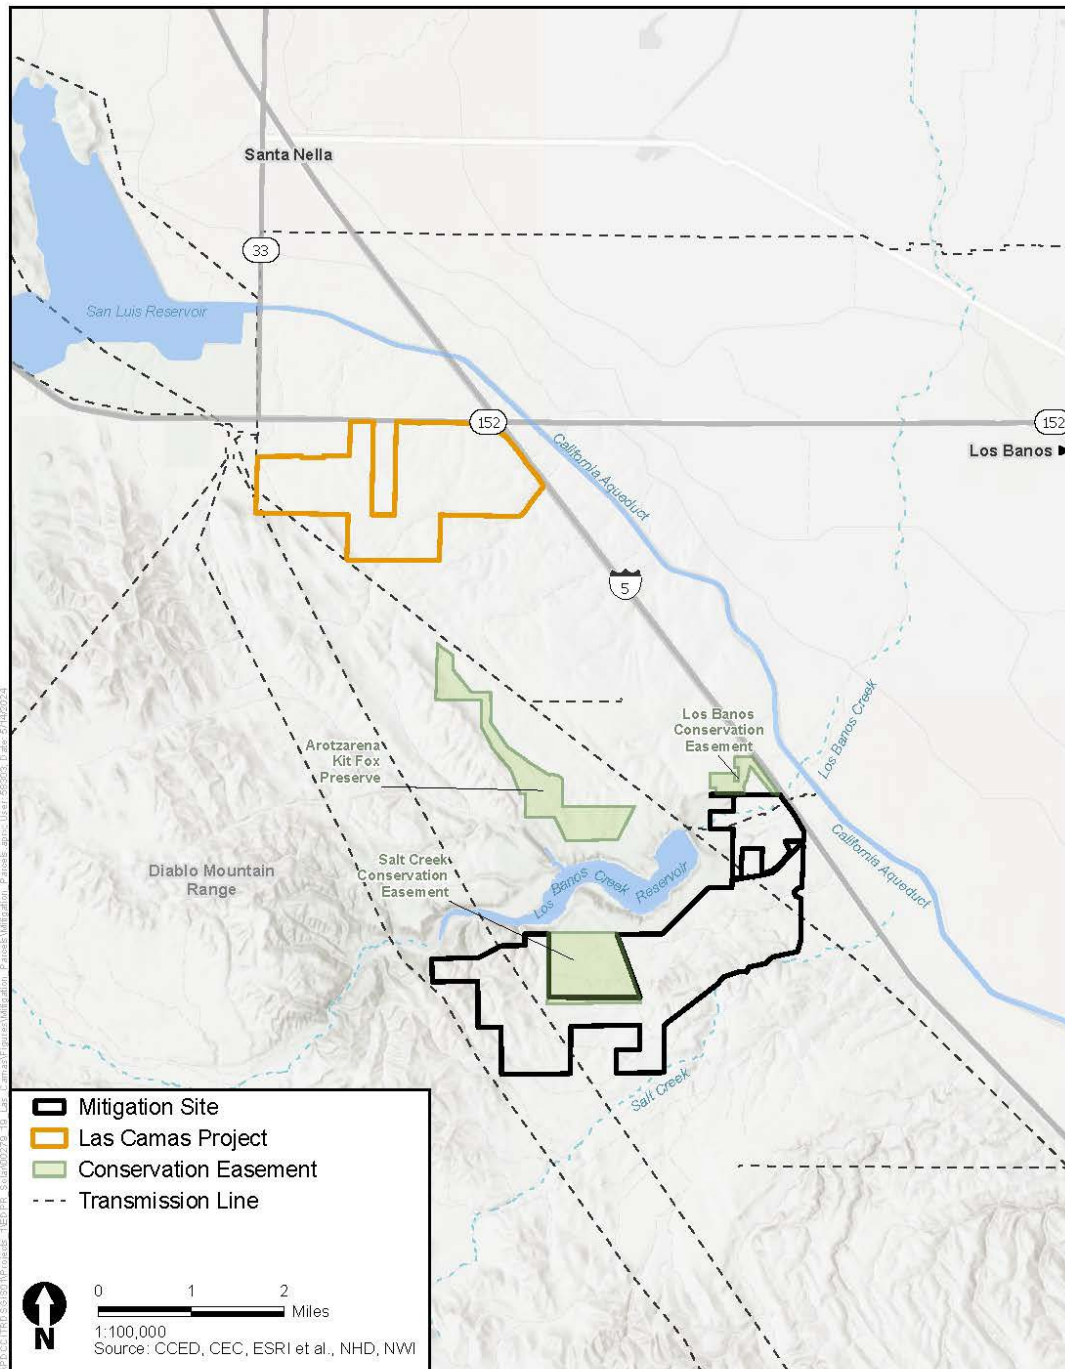 Santa Nella
33
San Luis Reservoir
152
152
California Aqueduct
Los Banos
5
Los Banos
Conservation
Easement
Los Banos Creek
Arotzarena
Kit Fox
Preserve
California Aqueduct
Salt Creek
Conservation
Easement
Diablo Mountain
Range
Los Banos Creek Reservoir
Salt Creek
Mitigation Site
Las Camas Project
Conservation Easement
Transmission Line
N
0 1 2
Miles
1:100,000
Source: CCED, CEC, ESRI et al., NHD, NWI